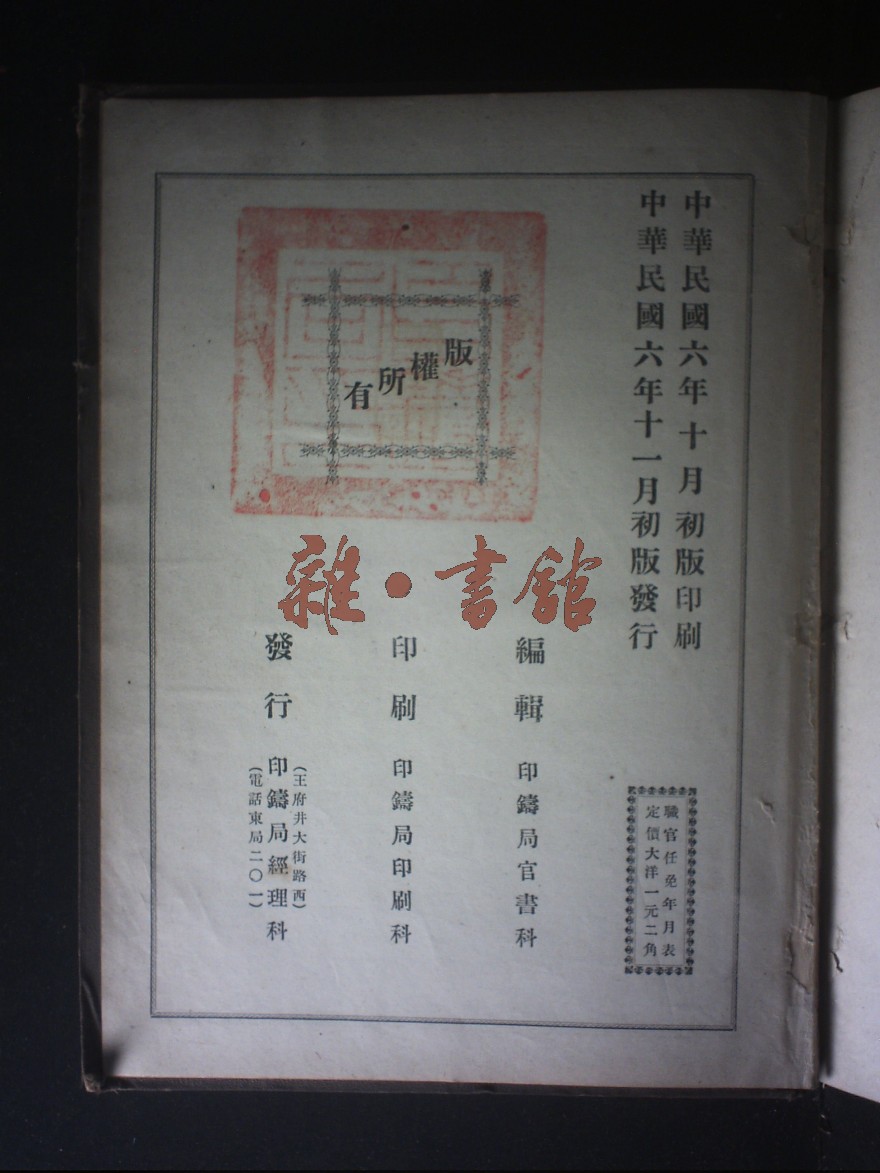 中華民國六年十月初版印刷
中華民國六年十一月初版發行
職官任免年月表
定價大洋一元二角
版權所有
編輯 印鑄局官書科
印刷 印鑄局印刷科
發行 印鑄局經理科
(王府井大街路西)
(電話東局二〇一)
雜·書館